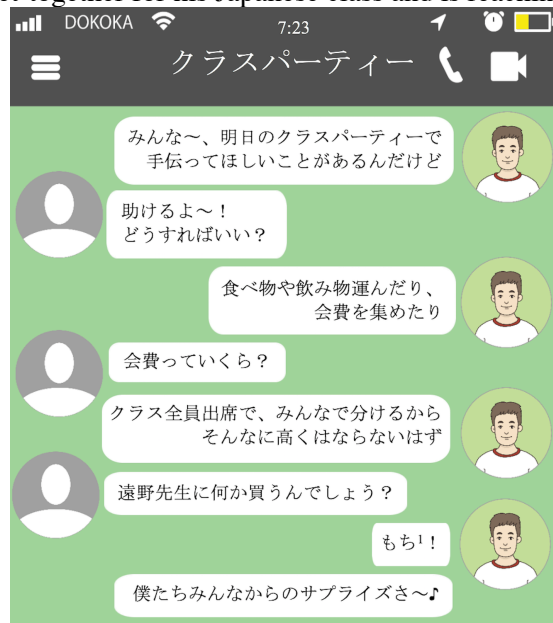 DOKOKA
7:23
クラスパーティー
みんな〜、明日のクラスパーティーで
手伝ってほしいことがあるんだけど
助けるよ〜！
どうすればいい？
食べ物や飲み物運んだり、
会費を集めたり
会費っていくら？
クラス全員出席で、みんなで分けるから
そんなに高くはならないはず
遠野先生に何か買うんでしょう？
もち¹！
僕たちみんなからのサプライズさ〜♪